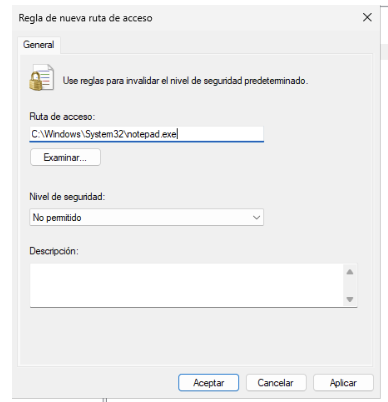 Regla de nueva ruta de acceso
General
Use reglas para invalidar el nivel de seguridad predeterminado.
Ruta de acceso:
C:\Windows\System32\notepad.exe
Examinar...
Nivel de seguridad:
No permitido
Descripción:
Aceptar Cancelar Aplicar